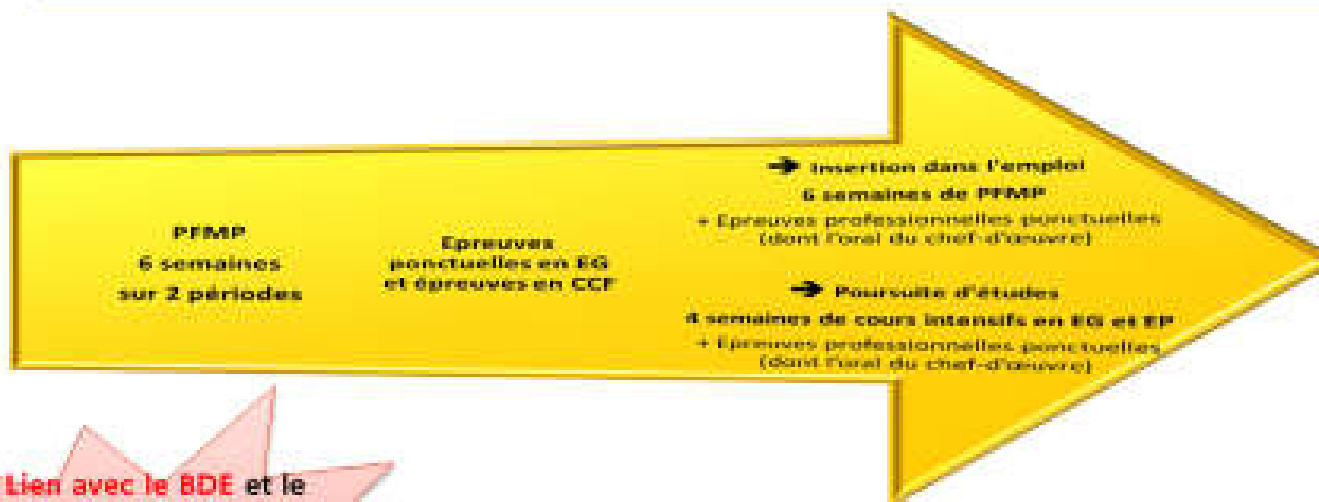 PFMP
6 semaines
sur 2 périodes
Epreuves
ponctuelles en EG
et épreuves en CCF
➔ Insertion dans l'emploi
6 semaines de PFMP
+ Epreuves professionnelles ponctuelles
(dont l'oral du chef-d'œuvre)
➔ Poursuite d'études
4 semaines de cours intensifs en EG et EP
+ Epreuves professionnelles ponctuelles
(dont l'oral du chef-d'œuvre)
Lien avec le BDE et le